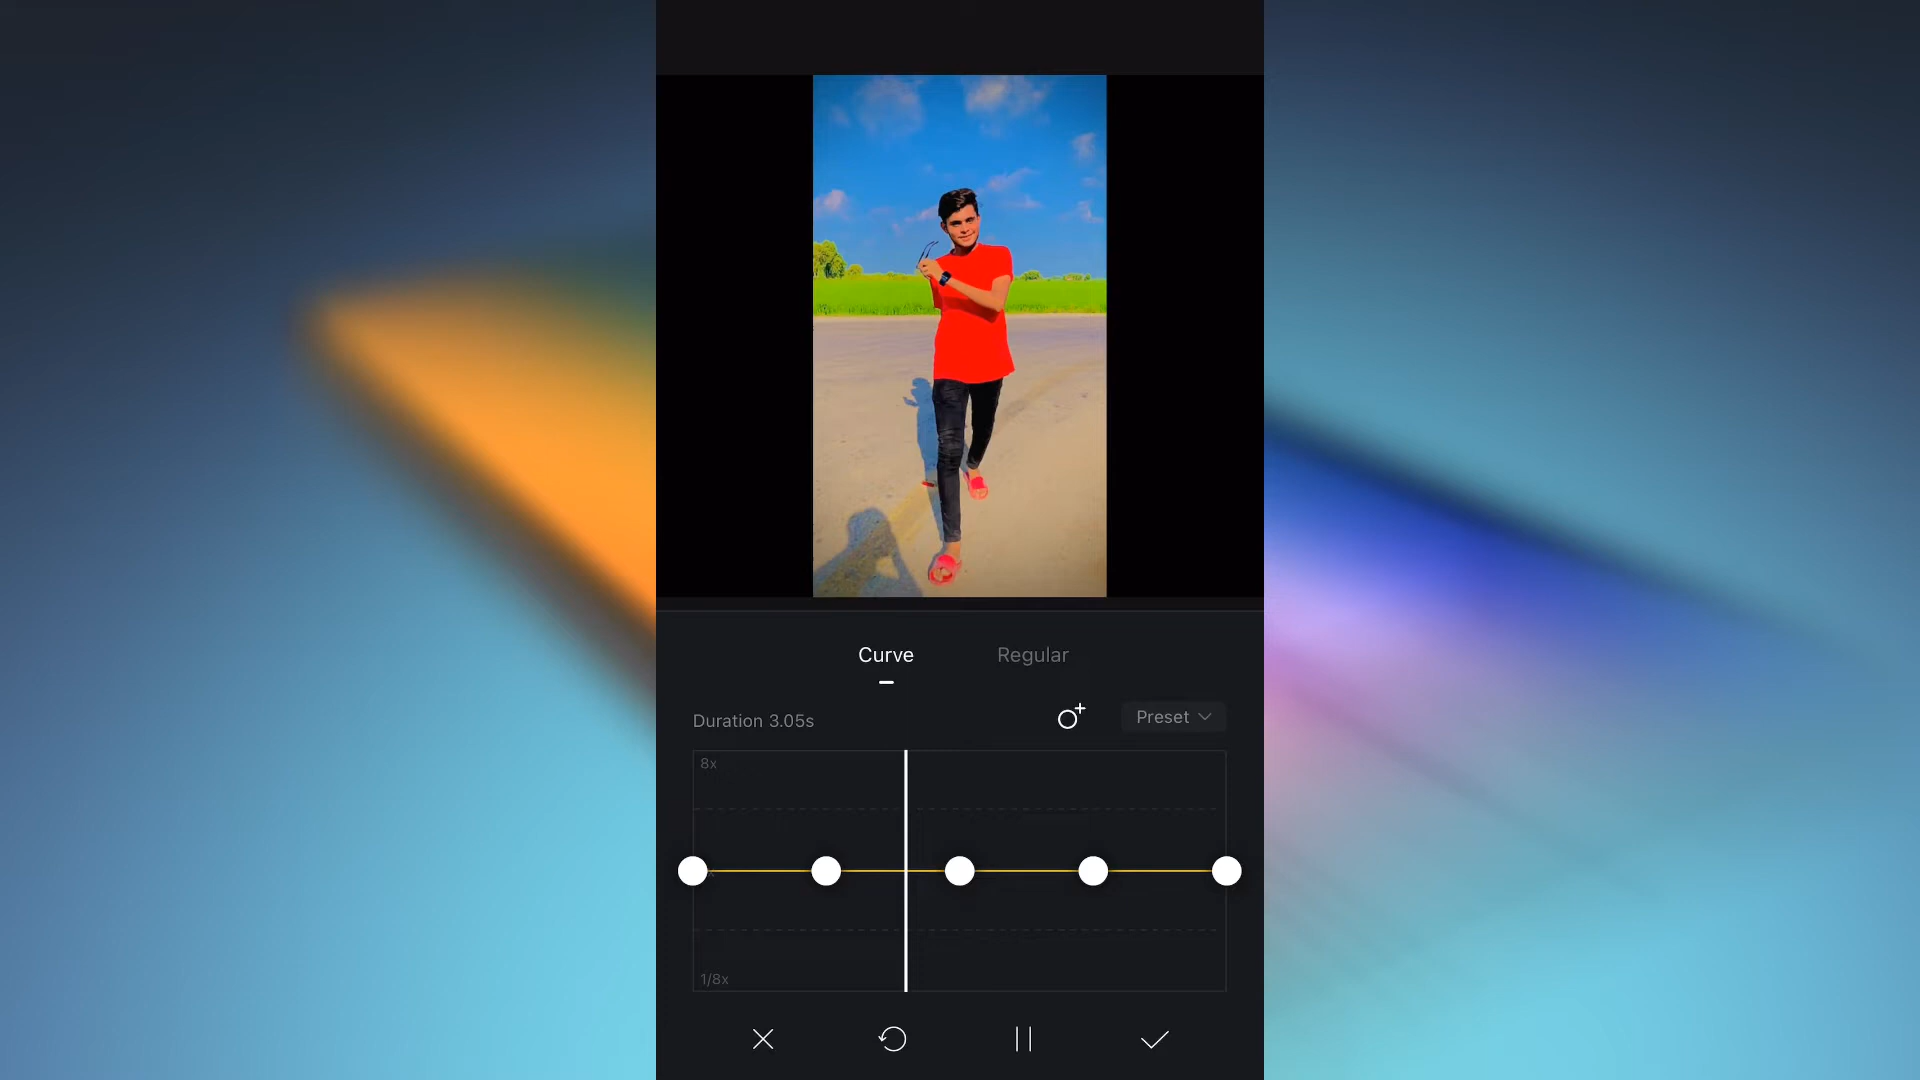 Curve
Regular
Duration 3.05s
Preset
8x
1/8x